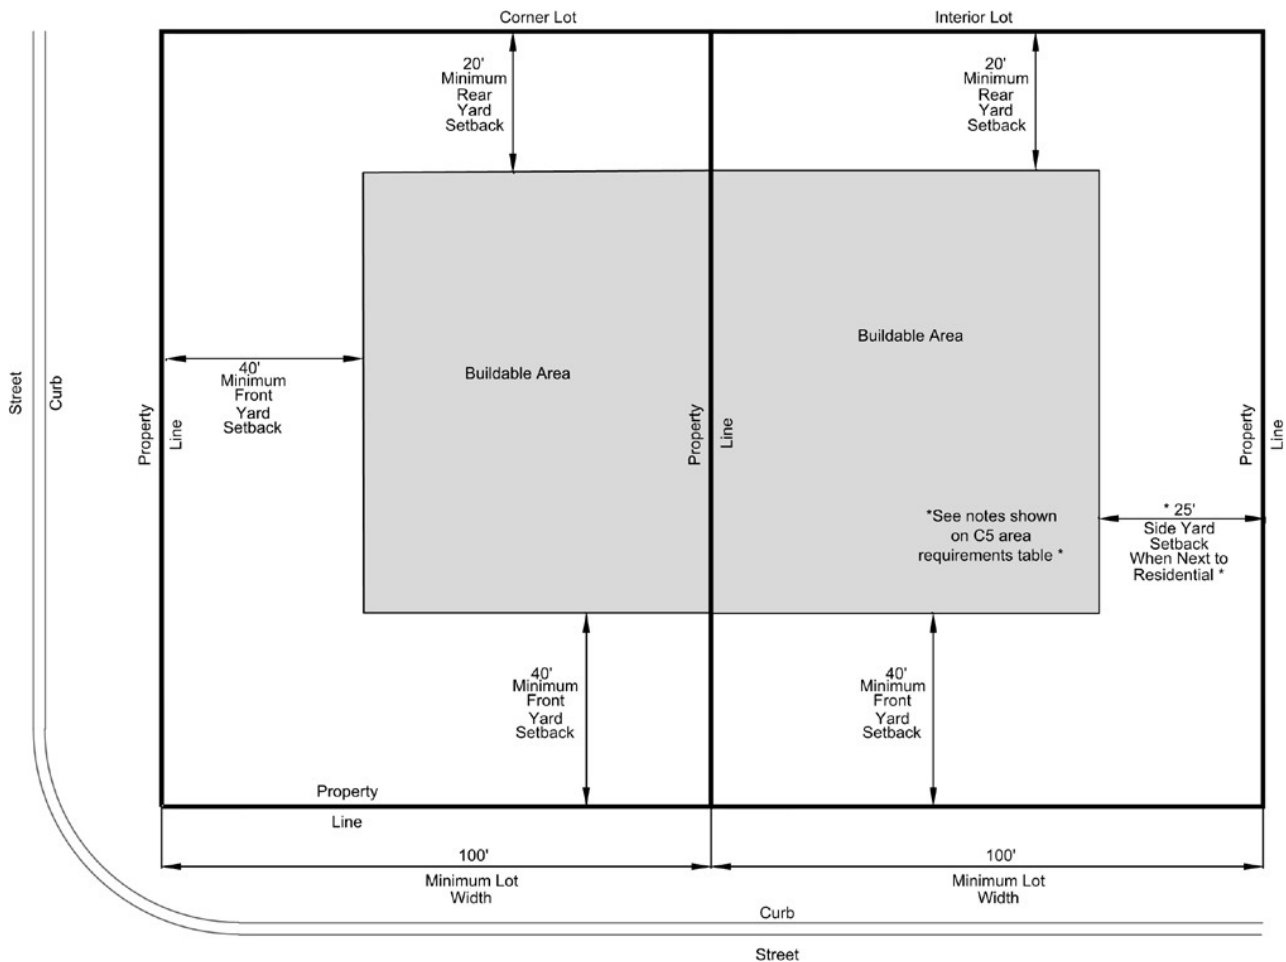 Corner Lot
Interior Lot
20'
Minimum
Rear
Yard
Setback
20'
Minimum
Rear
Yard
Setback
Street
Curb
Property
Line
40'
Minimum
Front
Yard
Setback
Buildable Area
Property
Line
Buildable Area
*See notes shown
on C5 area
requirements table *
* 25'
Side Yard
Setback
When Next to
Residential *
Property
Line
40'
Minimum
Front
Yard
Setback
40'
Minimum
Front
Yard
Setback
Property
Line
100'
Minimum Lot
Width
100'
Minimum Lot
Width
Curb
Street